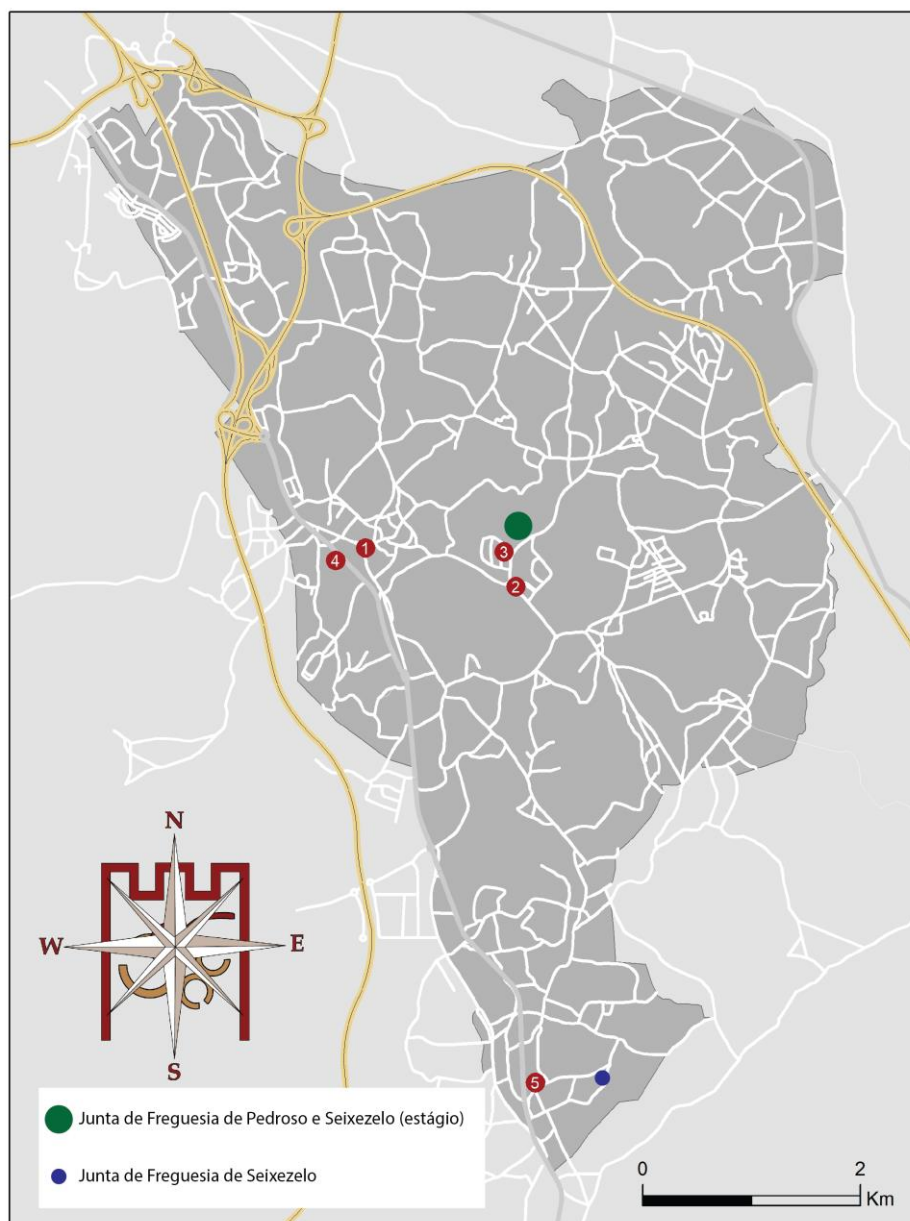 1
4
3
2
N
W
E
S
5
Junta de Freguesia de Pedroso e Seixezelo (estágio)
Junta de Freguesia de Seixezelo
0 2
Km